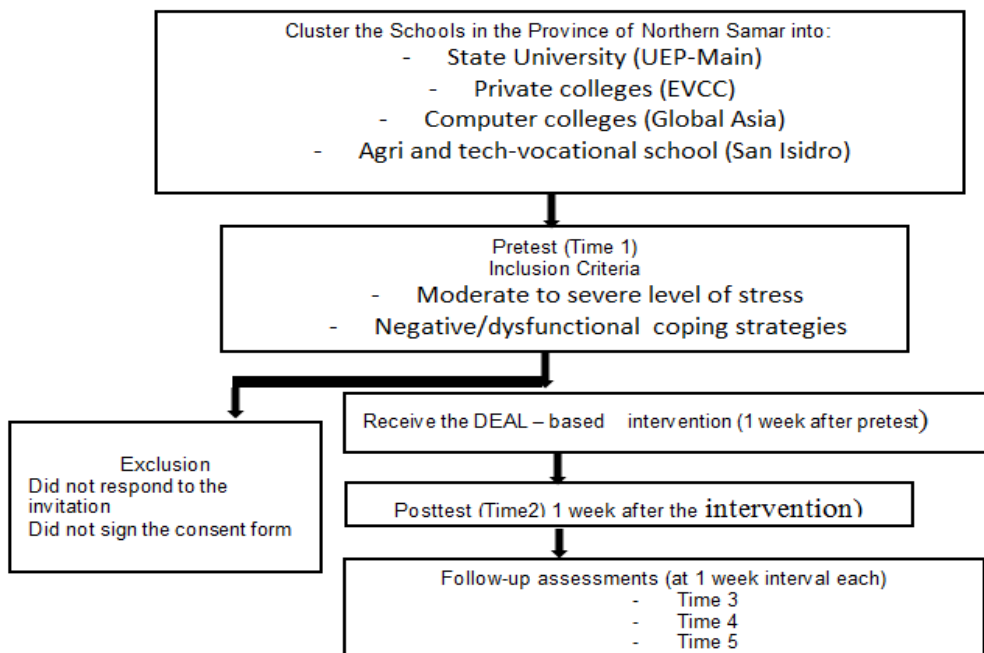 Cluster the Schools in the Province of Northern Samar into:
- State University (UEP-Main)
- Private colleges (EVCC)
- Computer colleges (Global Asia)
- Agri and tech-vocational school (San Isidro)
Pretest (Time 1)
Inclusion Criteria
- Moderate to severe level of stress
- Negative/dysfunctional coping strategies
Exclusion
Did not respond to the
invitation
Did not sign the consent form
Receive the DEAL – based intervention (1 week after pretest)
Posttest (Time2) 1 week after the intervention)
Follow-up assessments (at 1 week interval each)
- Time 3
- Time 4
- Time 5